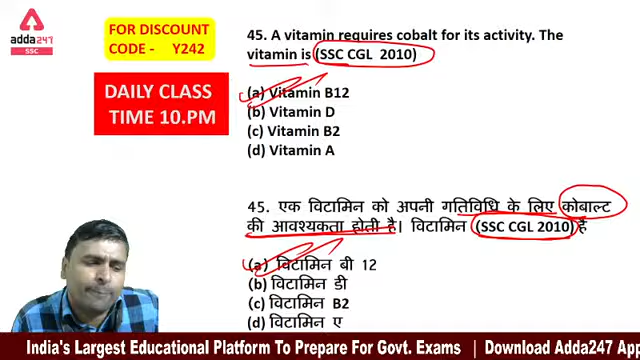 adda247
SSC
FOR DISCOUNT
CODE - Y242
DAILY CLASS
TIME 10.PM
45. A vitamin requires cobalt for its activity. The
vitamin is (SSC CGL 2010)
(a) Vitamin B12
(b) Vitamin D
(c) Vitamin B2
(d) Vitamin A
45. एक विटामिन को अपनी गतिविधि के लिए कोबाल्ट
की आवश्यकता होती है। विटामिन (SSC CGL 2010) है
(a) विटामिन बी 12
(b) विटामिन डी
(c) विटामिन B2
(d) विटामिन ए
India's Largest Educational Platform To Prepare For Govt. Exams | Download Adda247 App